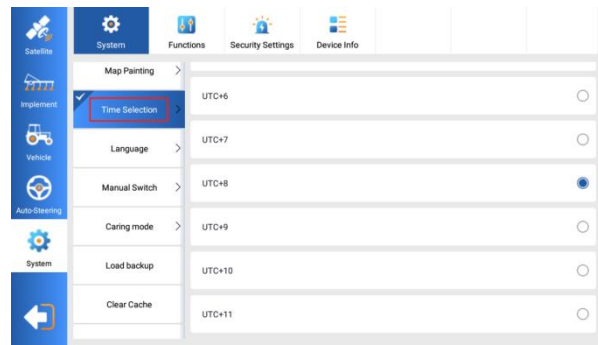 Satellite
Implement
Vehicle
Auto-Steering
System
System
Functions
Security Settings
Device Info
Map Painting
Time Selection
Language
Manual Switch
Caring mode
Load backup
Clear Cache
UTC+6
UTC+7
UTC+8
UTC+9
UTC+10
UTC+11